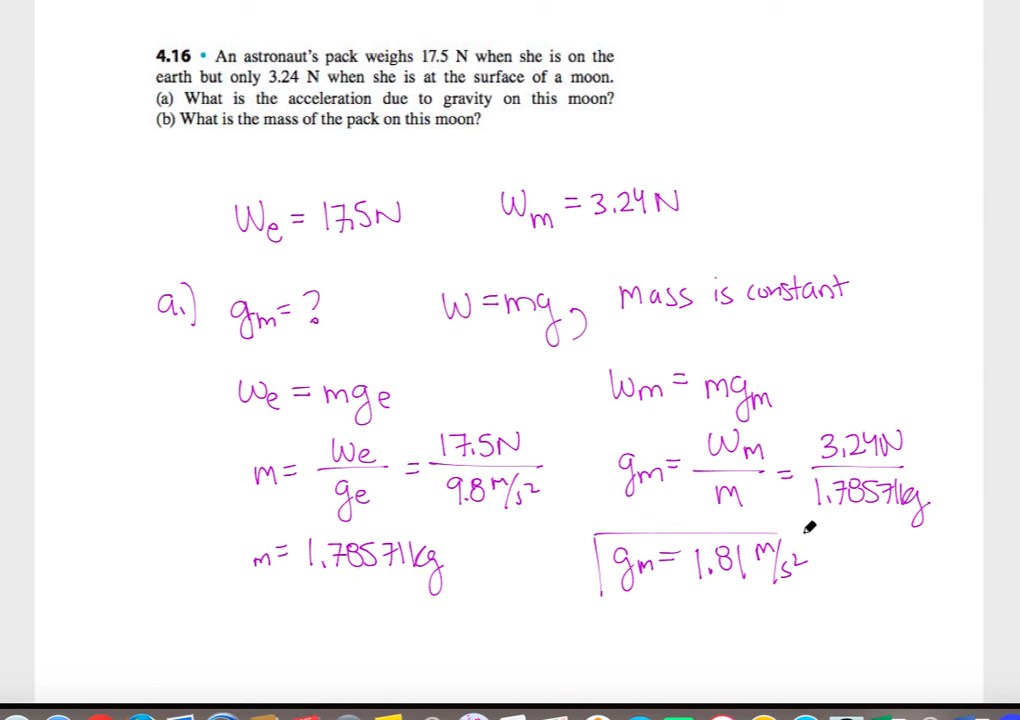 4.16 • An astronaut's pack weighs 17.5 N when she is on the
earth but only 3.24 N when she is at the surface of a moon.
(a) What is the acceleration due to gravity on this moon?
(b) What is the mass of the pack on this moon?
We = 17.5N Wm = 3.24N
a.) gm = ? W = mg, mass is constant
We = mge Wm = mgm
m = We/ge = 17.5N/9.8 m/s² gm = Wm/m = 3.24N/1.78571kg
m = 1.78571kg gm = 1.81 m/s²